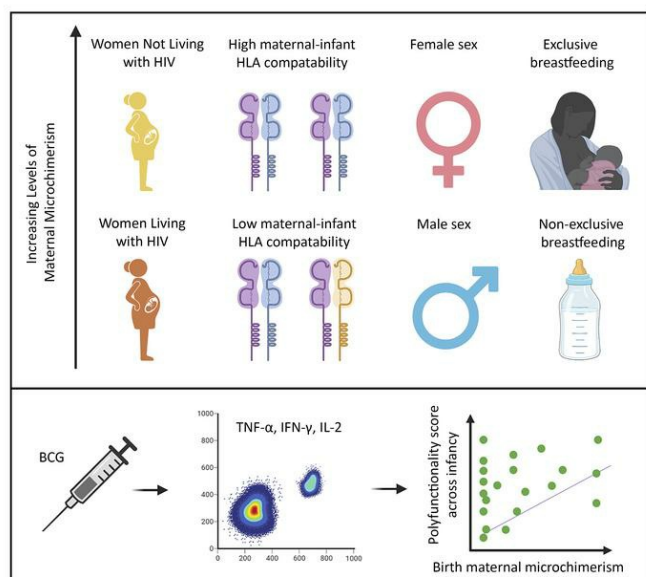 Increasing Levels of
Maternal Microchimerism
Women Not Living
with HIV
High maternal-infant
HLA compatability
Female sex
Exclusive
breastfeeding
Women Living
with HIV
Low maternal-infant
HLA compatability
Male sex
Non-exclusive
breastfeeding
BCG
TNF-α, IFN-γ, IL-2
1000
800
600
400
200
0
0 200 400 600 800 1000
Polyfunctionality score
across infancy
Birth maternal microchimerism